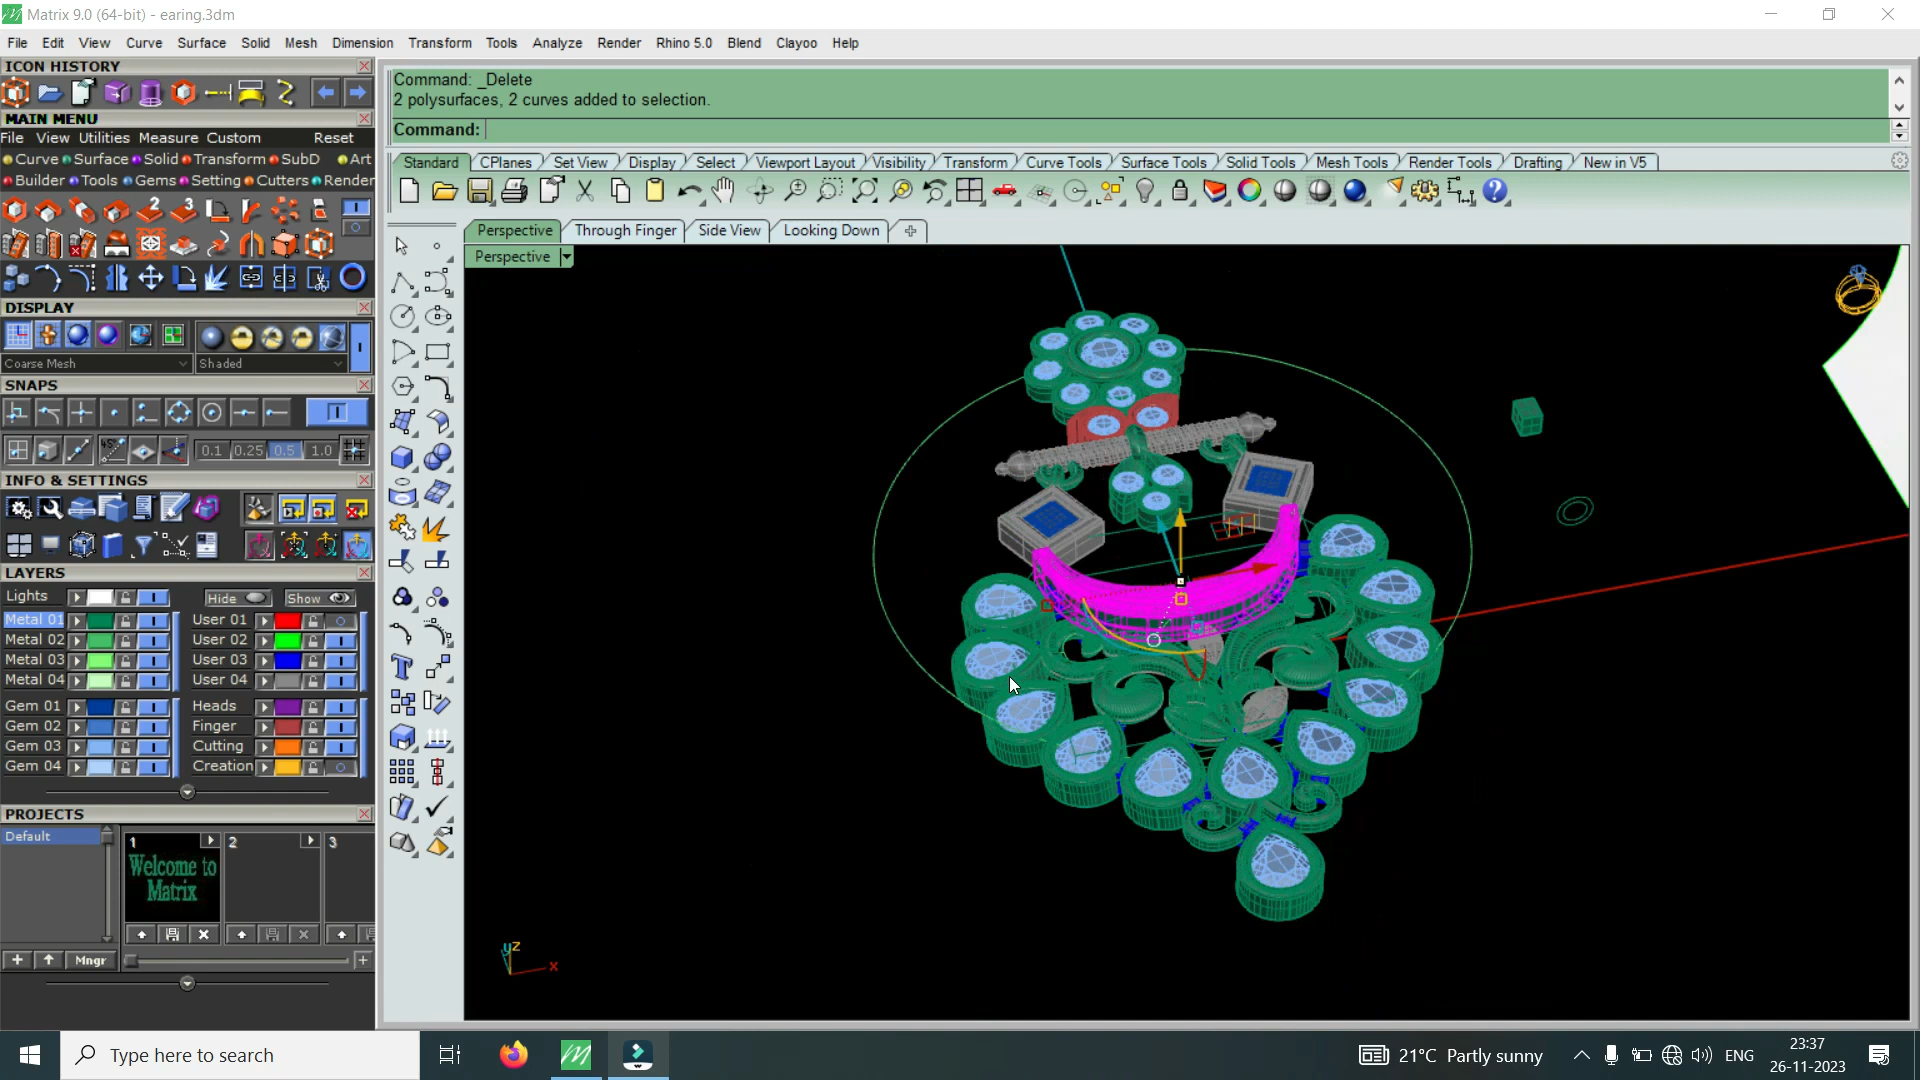 Matrix 9.0 (64-bit) - earing.3dm
File Edit View Curve Surface Solid Mesh Dimension Transform Tools Analyze Render Rhino 5.0 Blend Clayoo Help
ICON HISTORY
MAIN MENU
File View Utilities Measure Custom Reset
Curve Surface Solid Transform SubD Art
Builder Tools Gems Setting Cutters Render
DISPLAY
Coarse Mesh Shaded
SNAPS
0.1 0.25 0.5 1.0
INFO & SETTINGS
LAYERS
Lights Hide Show
Metal 01 User 01
Metal 02 User 02
Metal 03 User 03
Metal 04 User 04
Gem 01 Heads
Gem 02 Finger
Gem 03 Cutting
Gem 04 Creation
PROJECTS
Default
1 2 3
Welcome to
Matrix
Mngr
Command: _Delete
2 polysurfaces, 2 curves added to selection.
Command:
Standard CPlanes Set View Display Select Viewport Layout Visibility Transform Curve Tools Surface Tools Solid Tools Mesh Tools Render Tools Drafting New in V5
Perspective Through Finger Side View Looking Down
Perspective
z
y
x
Type here to search
21°C Partly sunny
ENG
23:37
26-11-2023